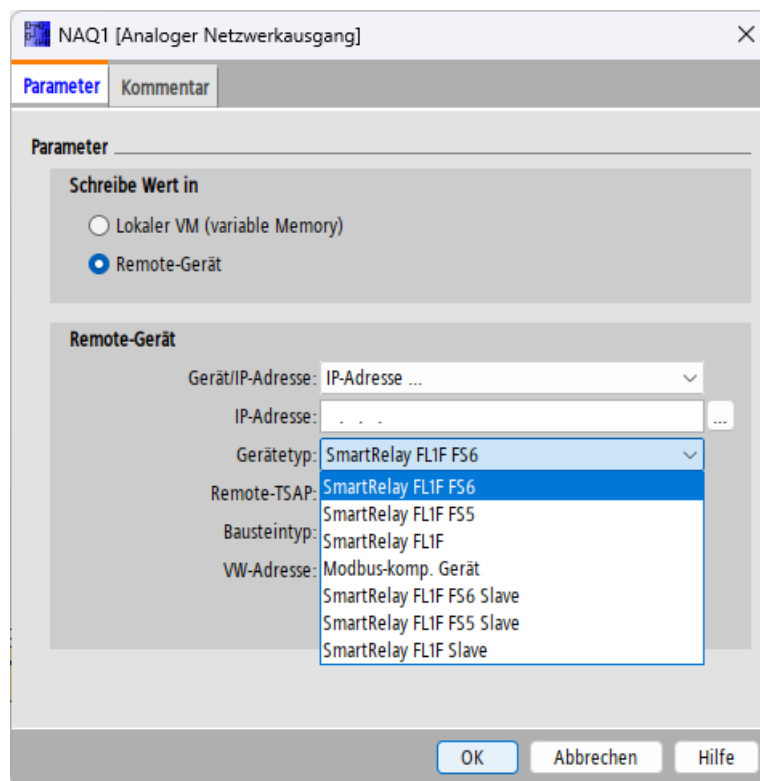 NAQ1 [Analoger Netzwerkausgang]
Parameter Kommentar
Parameter
Schreibe Wert in
Lokaler VM (variable Memory)
Remote-Gerät
Remote-Gerät
Gerät/IP-Adresse: IP-Adresse ...
IP-Adresse: . . . ...
Gerätetyp: SmartRelay FL1F FS6
Remote-TSAP: SmartRelay FL1F FS6
SmartRelay FL1F FS5
Bausteintyp: SmartRelay FL1F
VW-Adresse: Modbus-komp. Gerät
SmartRelay FL1F FS6 Slave
SmartRelay FL1F FS5 Slave
SmartRelay FL1F Slave
OK Abbrechen Hilfe